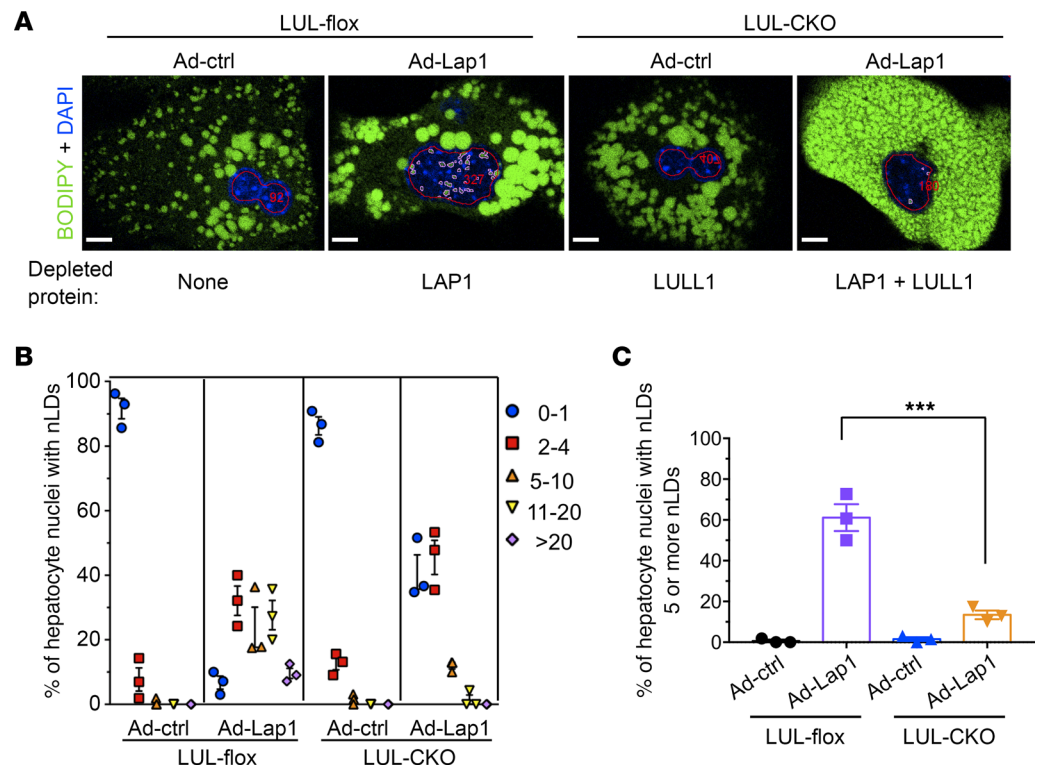 A
LUL-flox
LUL-CKO
Ad-ctrl
Ad-Lap1
Ad-ctrl
Ad-Lap1
BODIPY + DAPI
92
327
Depleted protein:
None
LAP1
LULL1
LAP1 + LULL1
B
% of hepatocyte nuclei with nLDs
100
80
60
40
20
0
0-1
2-4
5-10
11-20
>20
Ad-ctrl
Ad-Lap1
Ad-ctrl
Ad-Lap1
LUL-flox
LUL-CKO
C
% of hepatocyte nuclei with nLDs
5 or more nLDs
100
80
60
40
20
0
***
Ad-ctrl
Ad-Lap1
Ad-ctrl
Ad-Lap1
LUL-flox
LUL-CKO